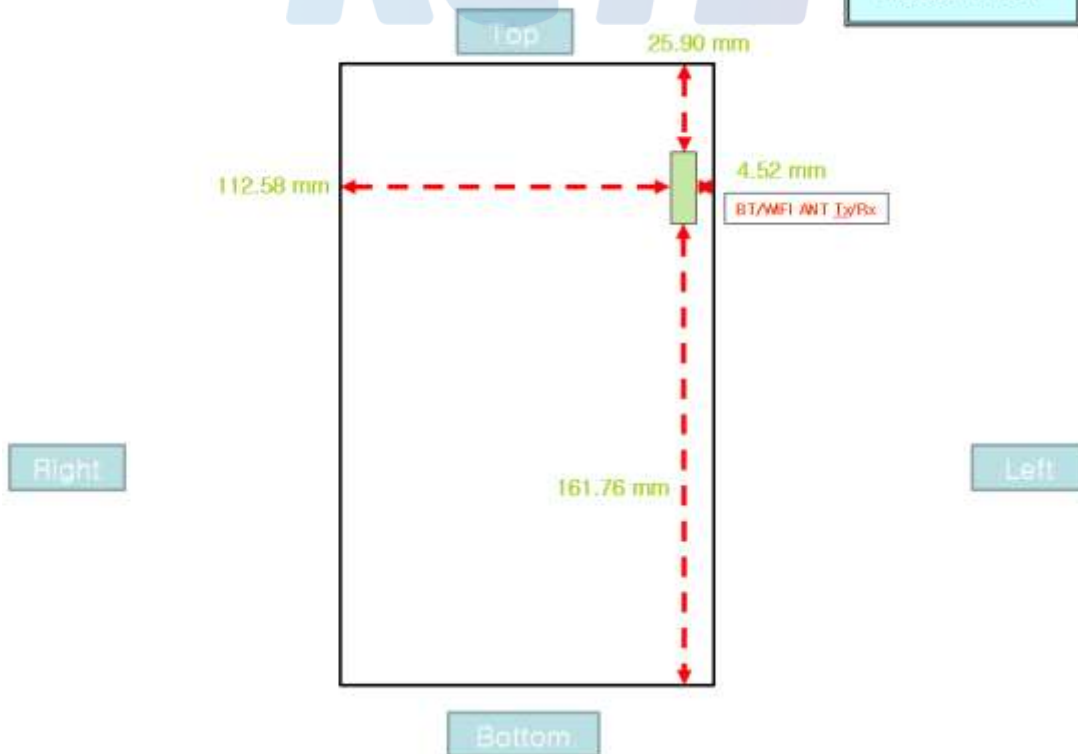 Top
25.90 mm
112.58 mm
4.52 mm
BT/WIFI ANT Tx/Rx
Right
Left
161.76 mm
Bottom